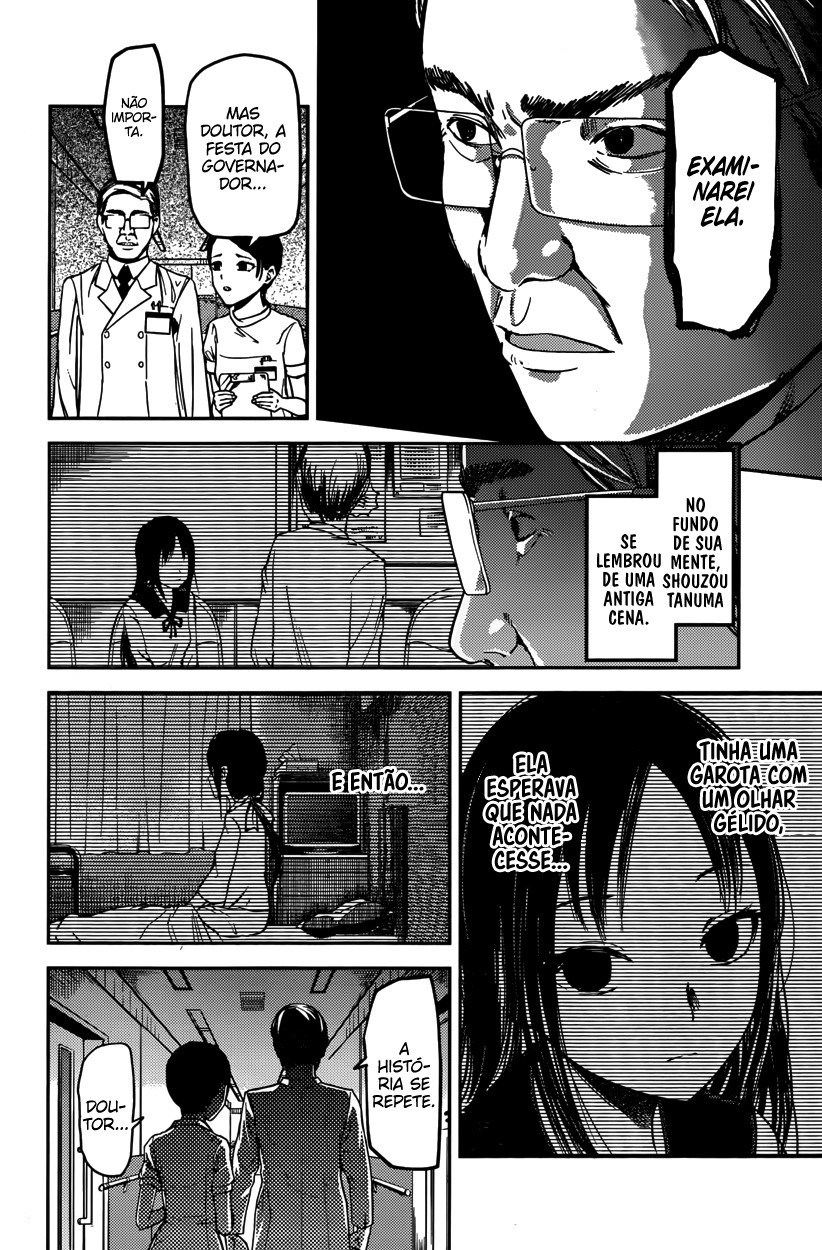 EXAMI-
NAREI
ELA.
MAS
DOUTOR, A
FESTA DO
GOVERNA-
DOR...
NÃO
IMPOR-
TA.
NO
FUNDO
DE SUA
MENTE,
SHOUZOU
TANUMA
SE
LEMBROU
DE UMA
ANTIGA
CENA.
TINHA UMA
GAROTA COM
UM OLHAR
GÉLIDO,
ELA
ESPERAVA
QUE NADA
ACONTE-
CESSE...
E ENTÃO...
A
HISTÓ-
RIA SE
REPETE.
DOU-
TOR...